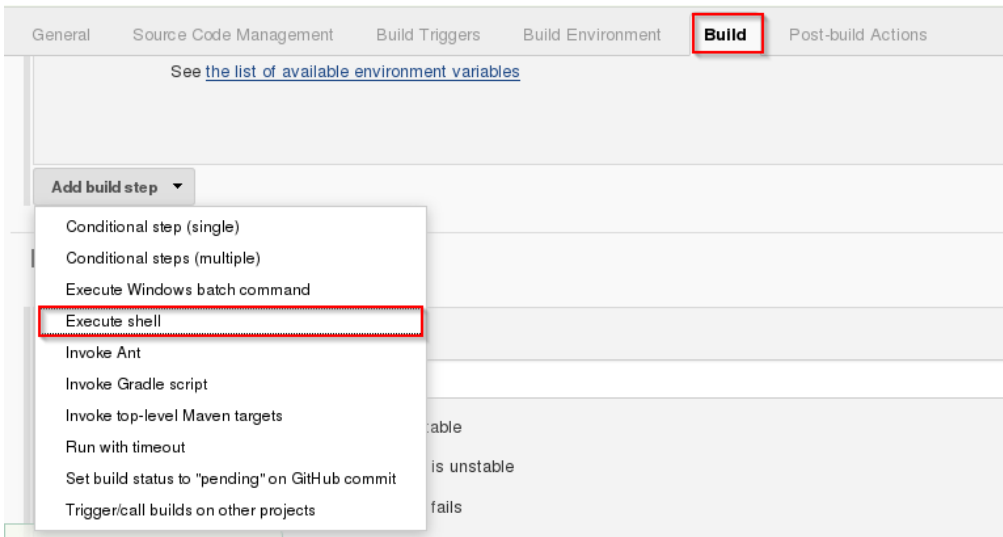 General Source Code Management Build Triggers Build Environment Build Post-build Actions
See the list of available environment variables
Add build step
Conditional step (single)
Conditional steps (multiple)
Execute Windows batch command
Execute shell
Invoke Ant
Invoke Gradle script
Invoke top-level Maven targets
Run with timeout
Set build status to "pending" on GitHub commit
Trigger/call builds on other projects
is unstable
fails